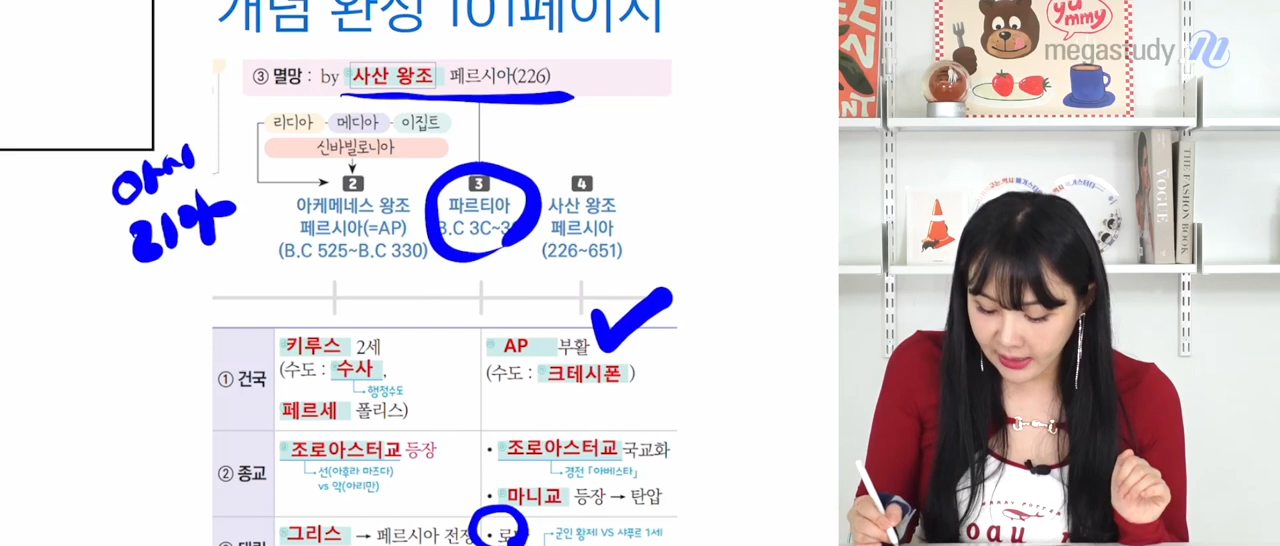 개념 완성 101페이지
③ 멸망 : by 사산 왕조 페르시아(226)
리디아 메디아 이집트
신바빌로니아
아시
리아
2 3 4
아케메네스 왕조 파르티아 사산 왕조
페르시아(=AP) B.C 3C~3 페르시아
(B.C 525~B.C 330) (226~651)
① 건국
키루스 2세
(수도 : 수사,
행정수도
페르세 폴리스)
AP 부활
(수도 : 크테시폰)
② 종교
조로아스터교 등장
선(아후라 마즈다)
vs 악(아리만)
• 조로아스터교 국교화
경전 「아베스타」
• 마니교 등장 → 탄압
그리스 → 페르시아 전쟁
• 로
군인 황제 VS 샤푸르 1세
yu
mmy
megastudy
VOGUE
THE FASHION BOOK